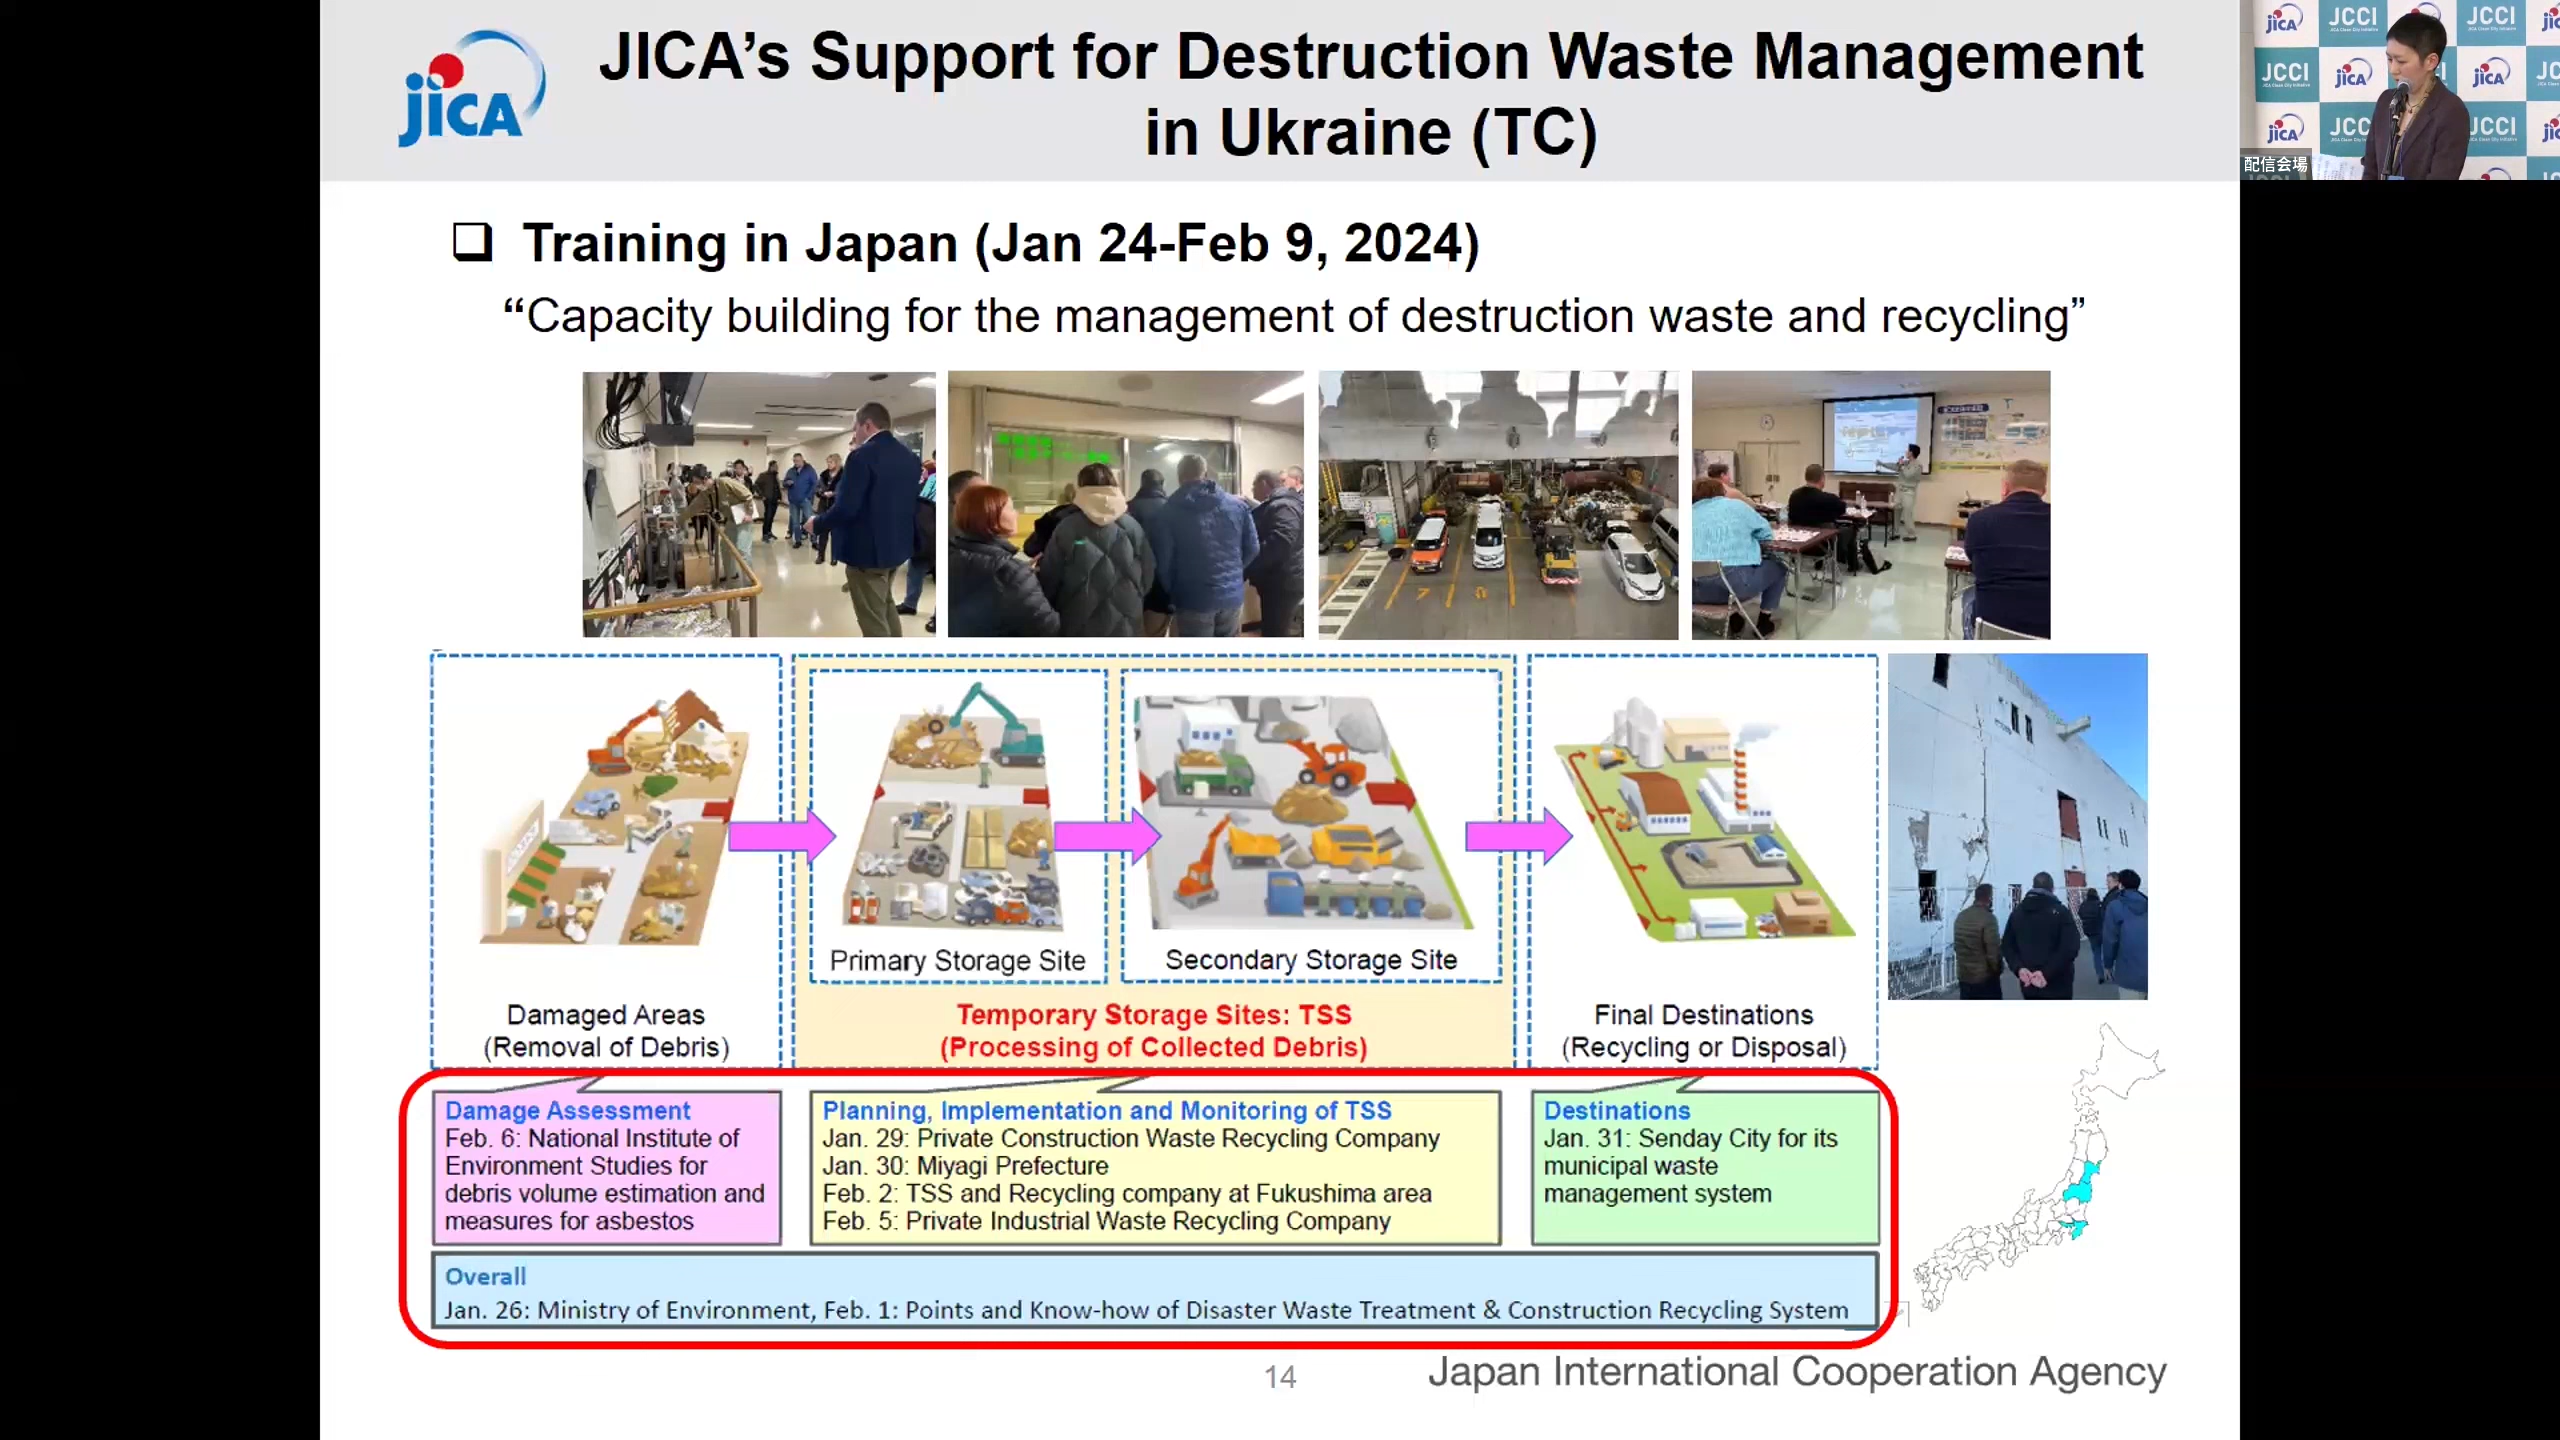 jica
JICA's Support for Destruction Waste Management
in Ukraine (TC)
JCCI
JCCI
JCCI
jica
jica
jica
jica
配信会場
❑ Training in Japan (Jan 24-Feb 9, 2024)
“Capacity building for the management of destruction waste and recycling”
Primary Storage Site
Secondary Storage Site
Damaged Areas
(Removal of Debris)
Temporary Storage Sites: TSS
(Processing of Collected Debris)
Final Destinations
(Recycling or Disposal)
Damage Assessment
Feb. 6: National Institute of
Environment Studies for
debris volume estimation and
measures for asbestos
Planning, Implementation and Monitoring of TSS
Jan. 29: Private Construction Waste Recycling Company
Jan. 30: Miyagi Prefecture
Feb. 2: TSS and Recycling company at Fukushima area
Feb. 5: Private Industrial Waste Recycling Company
Destinations
Jan. 31: Senday City for its
municipal waste
management system
Overall
Jan. 26: Ministry of Environment, Feb. 1: Points and Know-how of Disaster Waste Treatment & Construction Recycling System
14
Japan International Cooperation Agency